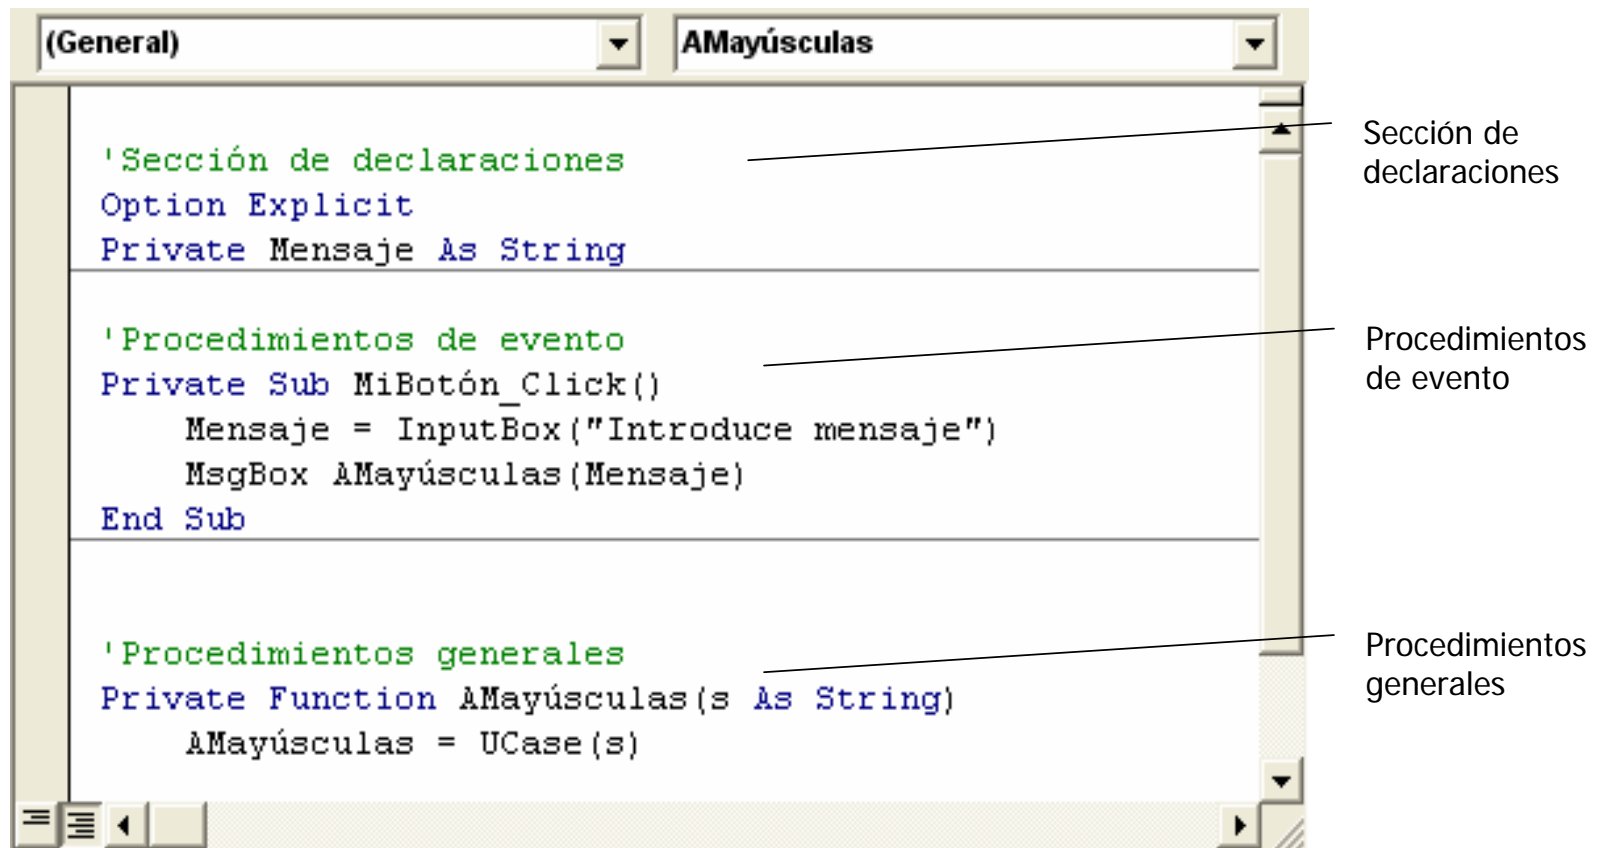 (General)
AMayúsculas
'Sección de declaraciones
Option Explicit
Private Mensaje As String
'Procedimientos de evento
Private Sub MiBotón_Click()
Mensaje = InputBox("Introduce mensaje")
MsgBox AMayúsculas(Mensaje)
End Sub
'Procedimientos generales
Private Function AMayúsculas(s As String)
AMayúsculas = UCase(s)
Sección de
declaraciones
Procedimientos
de evento
Procedimientos
generales